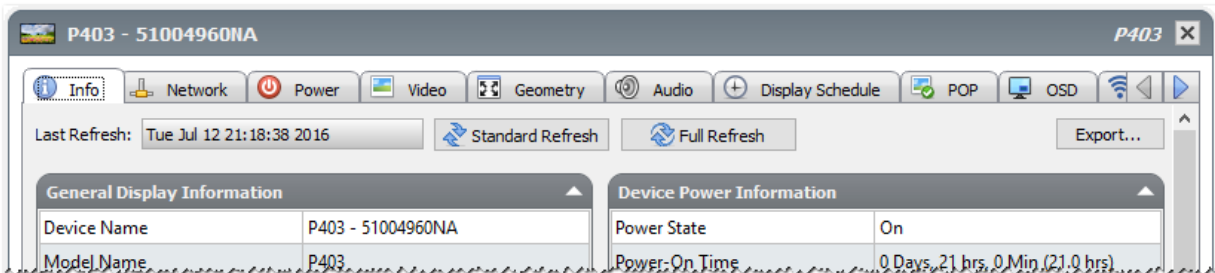 P403 - 51004960NA P403
Info Network Power Video Geometry Audio Display Schedule POP OSD
Last Refresh: Tue Jul 12 21:18:38 2016 Standard Refresh Full Refresh Export...
General Display Information Device Power Information
Device Name P403 - 51004960NA Power State On
Model Name P403 Power-On Time 0 Days, 21 hrs, 0 Min (21.0 hrs)